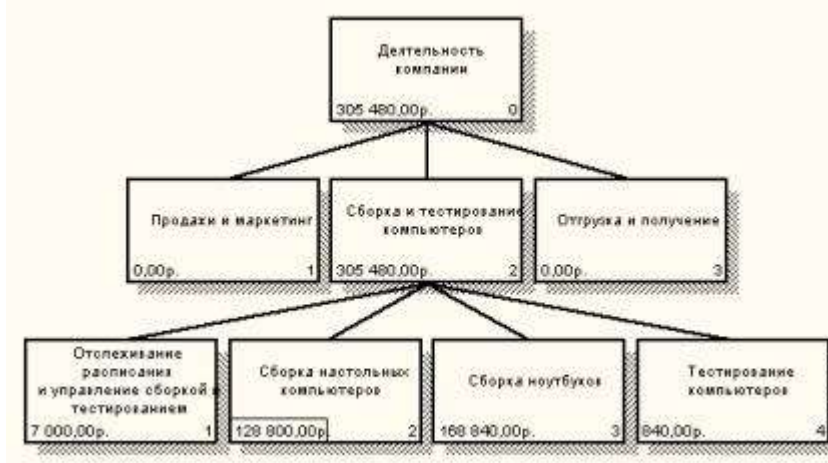 Деятельность
компании
305 480,00р. 0
Продажи и маркетинг
0,00р. 1
Сборка и тестирование
компьютеров
305 480,00р. 2
Отгрузка и получение
0,00р. 3
Отслеживание
расписания
и управление сборкой и
тестированием
7 000,00р. 1
Сборка настольных
компьютеров
128 800,00р. 2
Сборка ноутбуков
168 840,00р. 3
Тестирование
компьютеров
840,00р. 4